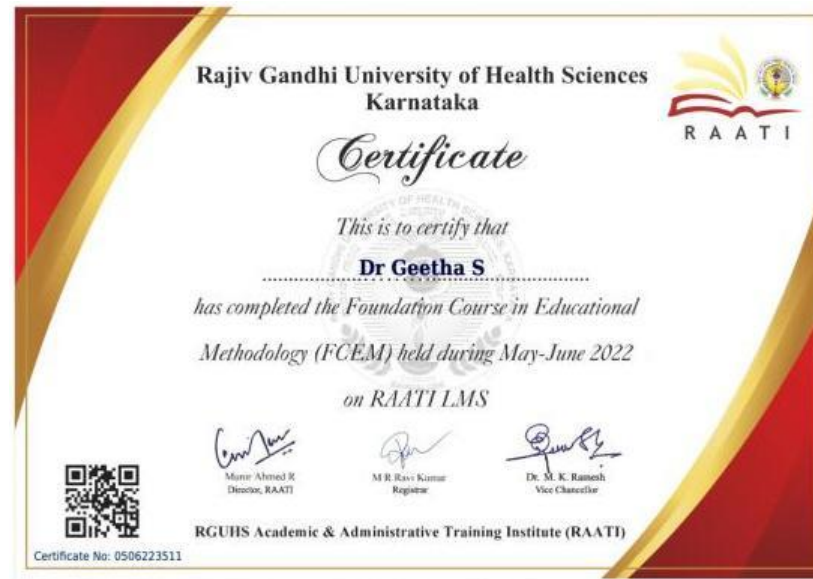 Rajiv Gandhi University of Health Sciences
Karnataka
RAATI
Certificate
This is to certify that
Dr Geetha S
has completed the Foundation Course in Educational
Methodology (FCEM) held during May-June 2022
on RAATI LMS
Munir Ahmed R
Director, RAATI
M R Ravi Kumar
Registrar
Dr. M. K. Ramesh
Vice Chancellor
RGUHS Academic & Administrative Training Institute (RAATI)
Certificate No: 0506223511